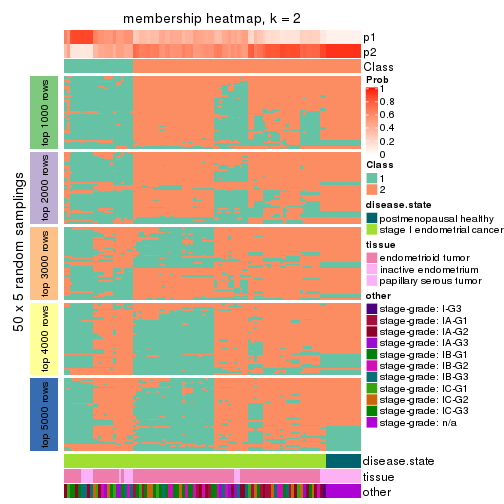 membership heatmap, k = 2
p1
p2
Class
50 x 5 random samplings
top 1000 rows
top 2000 rows
top 3000 rows
top 4000 rows
top 5000 rows
disease.state
tissue
other
Prob
1
0.8
0.6
0.4
0.2
0
Class
1
2
disease.state
postmenopausal healthy
stage I endometrial cancer
tissue
endometrioid tumor
inactive endometrium
papillary serous tumor
other
stage-grade: I-G3
stage-grade: IA-G1
stage-grade: IA-G2
stage-grade: IA-G3
stage-grade: IB-G1
stage-grade: IB-G2
stage-grade: IB-G3
stage-grade: IC-G1
stage-grade: IC-G2
stage-grade: IC-G3
stage-grade: n/a